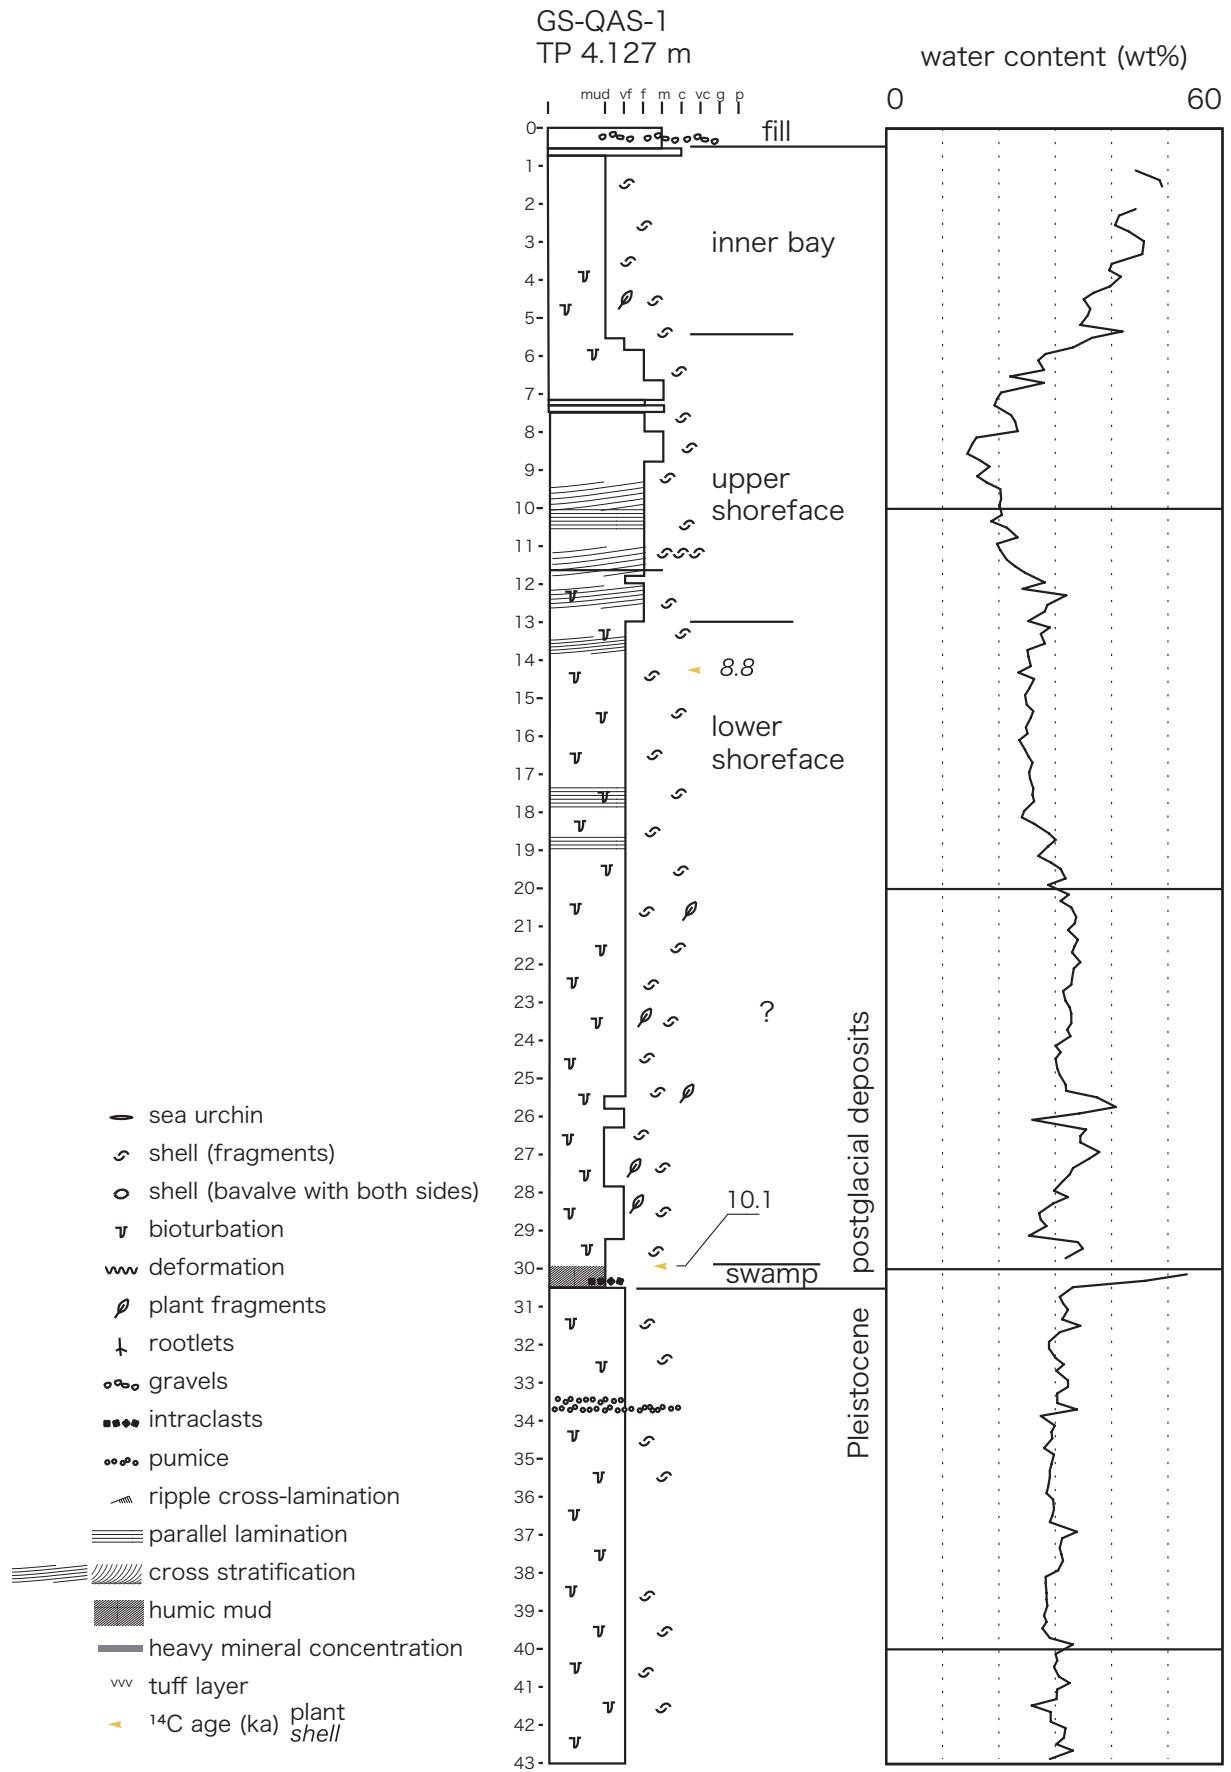 GS-QAS-1
TP 4.127 m
water content (wt%)
mud vf f m c vc g p
0 60
0
fill
1
2
3
inner bay
4
5
6
7
8
9
upper
shoreface
10
11
12
13
14
8.8
15
16
lower
shoreface
17
18
19
20
21
22
23
?
24
25
26
27
28
10.1
29
30
swamp
postglacial deposits
31
32
33
34
35
Pleistocene
36
37
38
39
40
41
42
43
sea urchin
shell (fragments)
shell (bavalve with both sides)
bioturbation
deformation
plant fragments
rootlets
gravels
intraclasts
pumice
ripple cross-lamination
parallel lamination
cross stratification
humic mud
heavy mineral concentration
tuff layer
¹⁴C age (ka) plant
shell